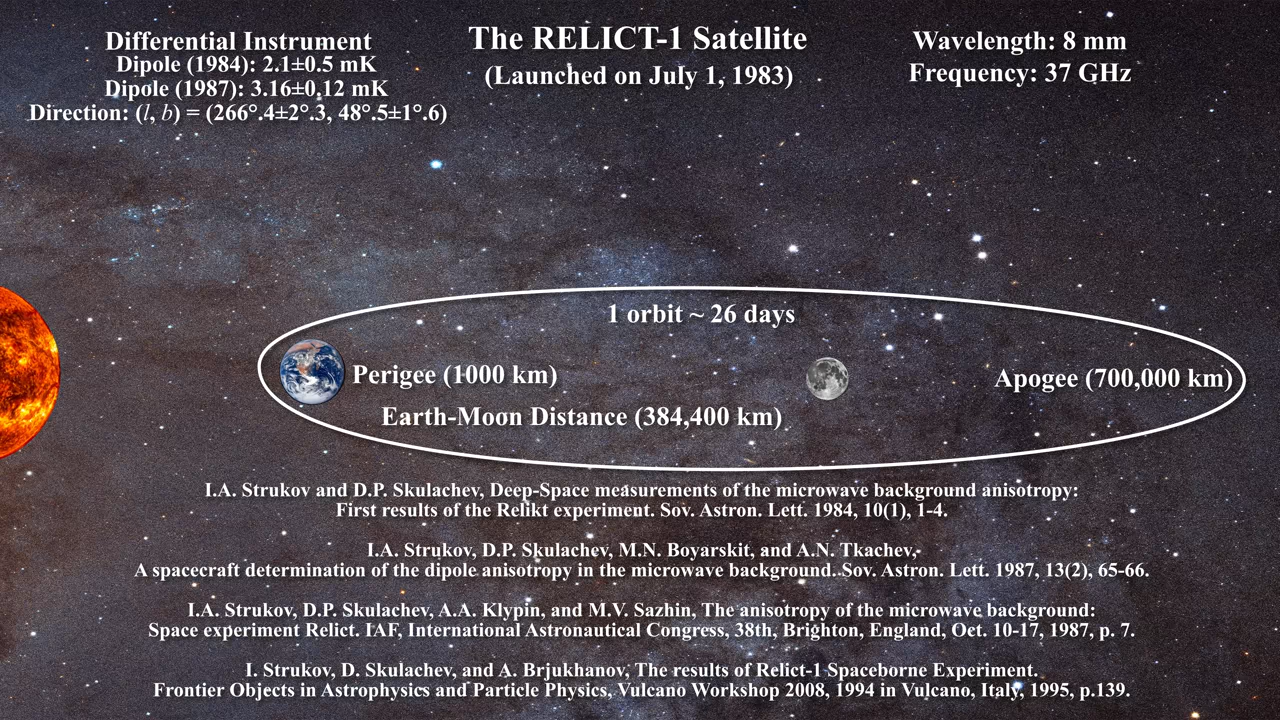 Differential Instrument
Dipole (1984): 2.1±0.5 mK
Dipole (1987): 3.16±0.12 mK
Direction: (l, b) = (266°.4±2°.3, 48°.5±1°.6)
The RELICT-1 Satellite
(Launched on July 1, 1983)
Wavelength: 8 mm
Frequency: 37 GHz
1 orbit ~ 26 days
Perigee (1000 km)
Apogee (700,000 km)
Earth-Moon Distance (384,400 km)
I.A. Strukov and D.P. Skulachev, Deep-Space measurements of the microwave background anisotropy:
First results of the Relikt experiment. Sov. Astron. Lett. 1984, 10(1), 1-4.
I.A. Strukov, D.P. Skulachev, M.N. Boyarskit, and A.N. Tkachev,
A spacecraft determination of the dipole anisotropy in the microwave background. Sov. Astron. Lett. 1987, 13(2), 65-66.
I.A. Strukov, D.P. Skulachev, A.A. Klypin, and M.V. Sazhin, The anisotropy of the microwave background:
Space experiment Relict. IAF, International Astronautical Congress, 38th, Brighton, England, Oct. 10-17, 1987, p. 7.
I. Strukov, D. Skulachev, and A. Brjukhanov, The results of Relict-1 Spaceborne Experiment.
Frontier Objects in Astrophysics and Particle Physics, Vulcano Workshop 2008, 1994 in Vulcano, Italy, 1995, p.139.